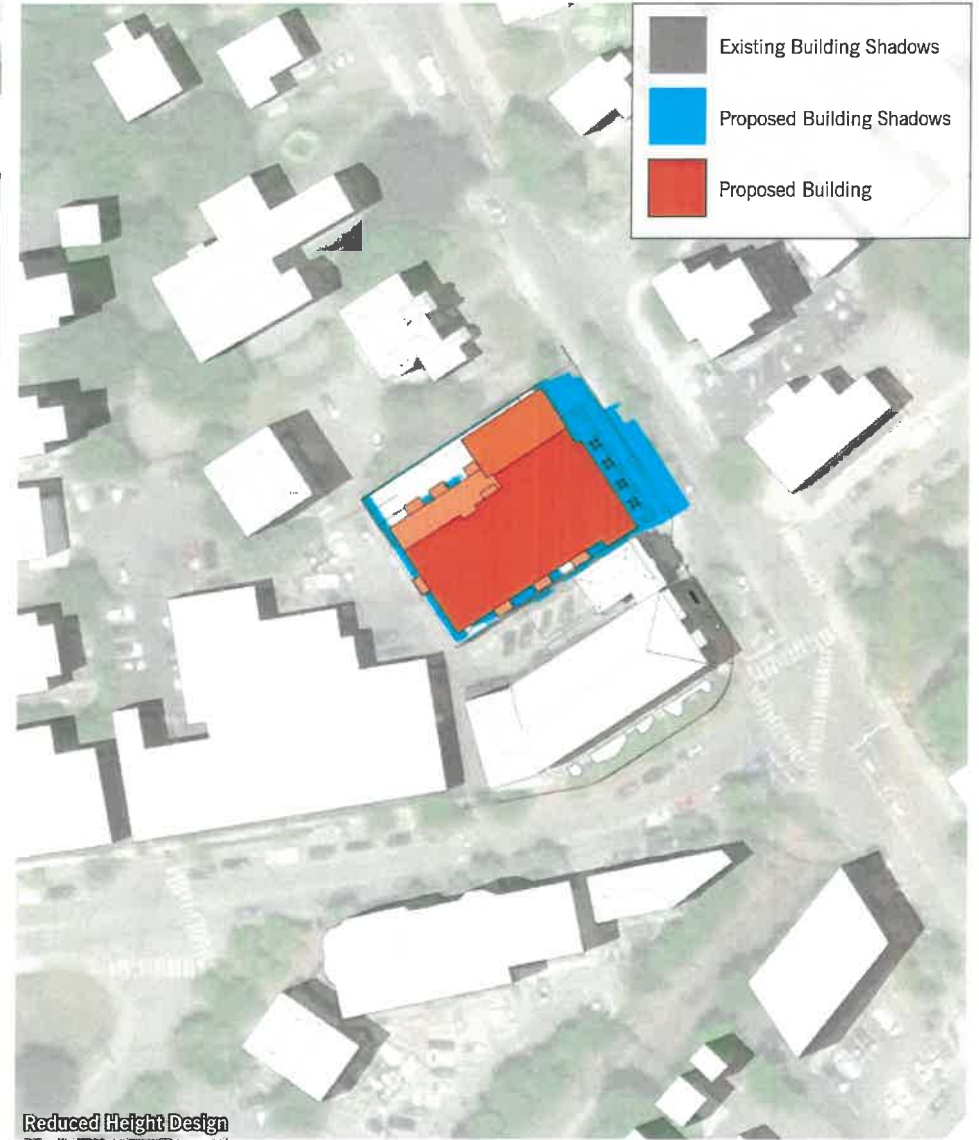 Existing Building Shadows
Proposed Building Shadows
Proposed Building
Reduced Height Design